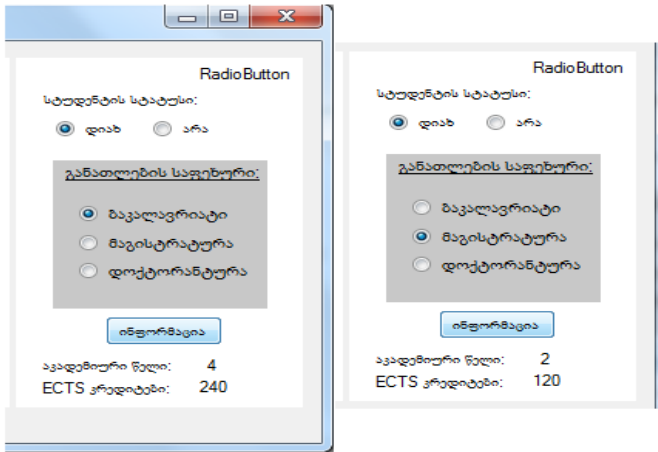 RadioButton
სტუდენტის სტატუსი:
დიახ არა
განათლების საფეხური:
ბაკალავრიატი
მაგისტრატურა
დოქტორანტურა
ინფორმაცია
აკადემიური წელი: 4
ECTS კრედიტები: 240
RadioButton
სტუდენტის სტატუსი:
დიახ არა
განათლების საფეხური:
ბაკალავრიატი
მაგისტრატურა
დოქტორანტურა
ინფორმაცია
აკადემიური წელი: 2
ECTS კრედიტები: 120